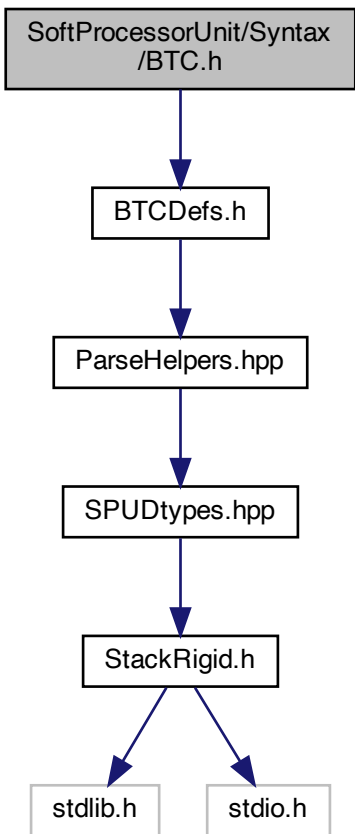 SoftProcessorUnit/Syntax
/BTC.h
BTCDefs.h
ParseHelpers.hpp
SPUDtypes.hpp
StackRigid.h
stdlib.h
stdio.h